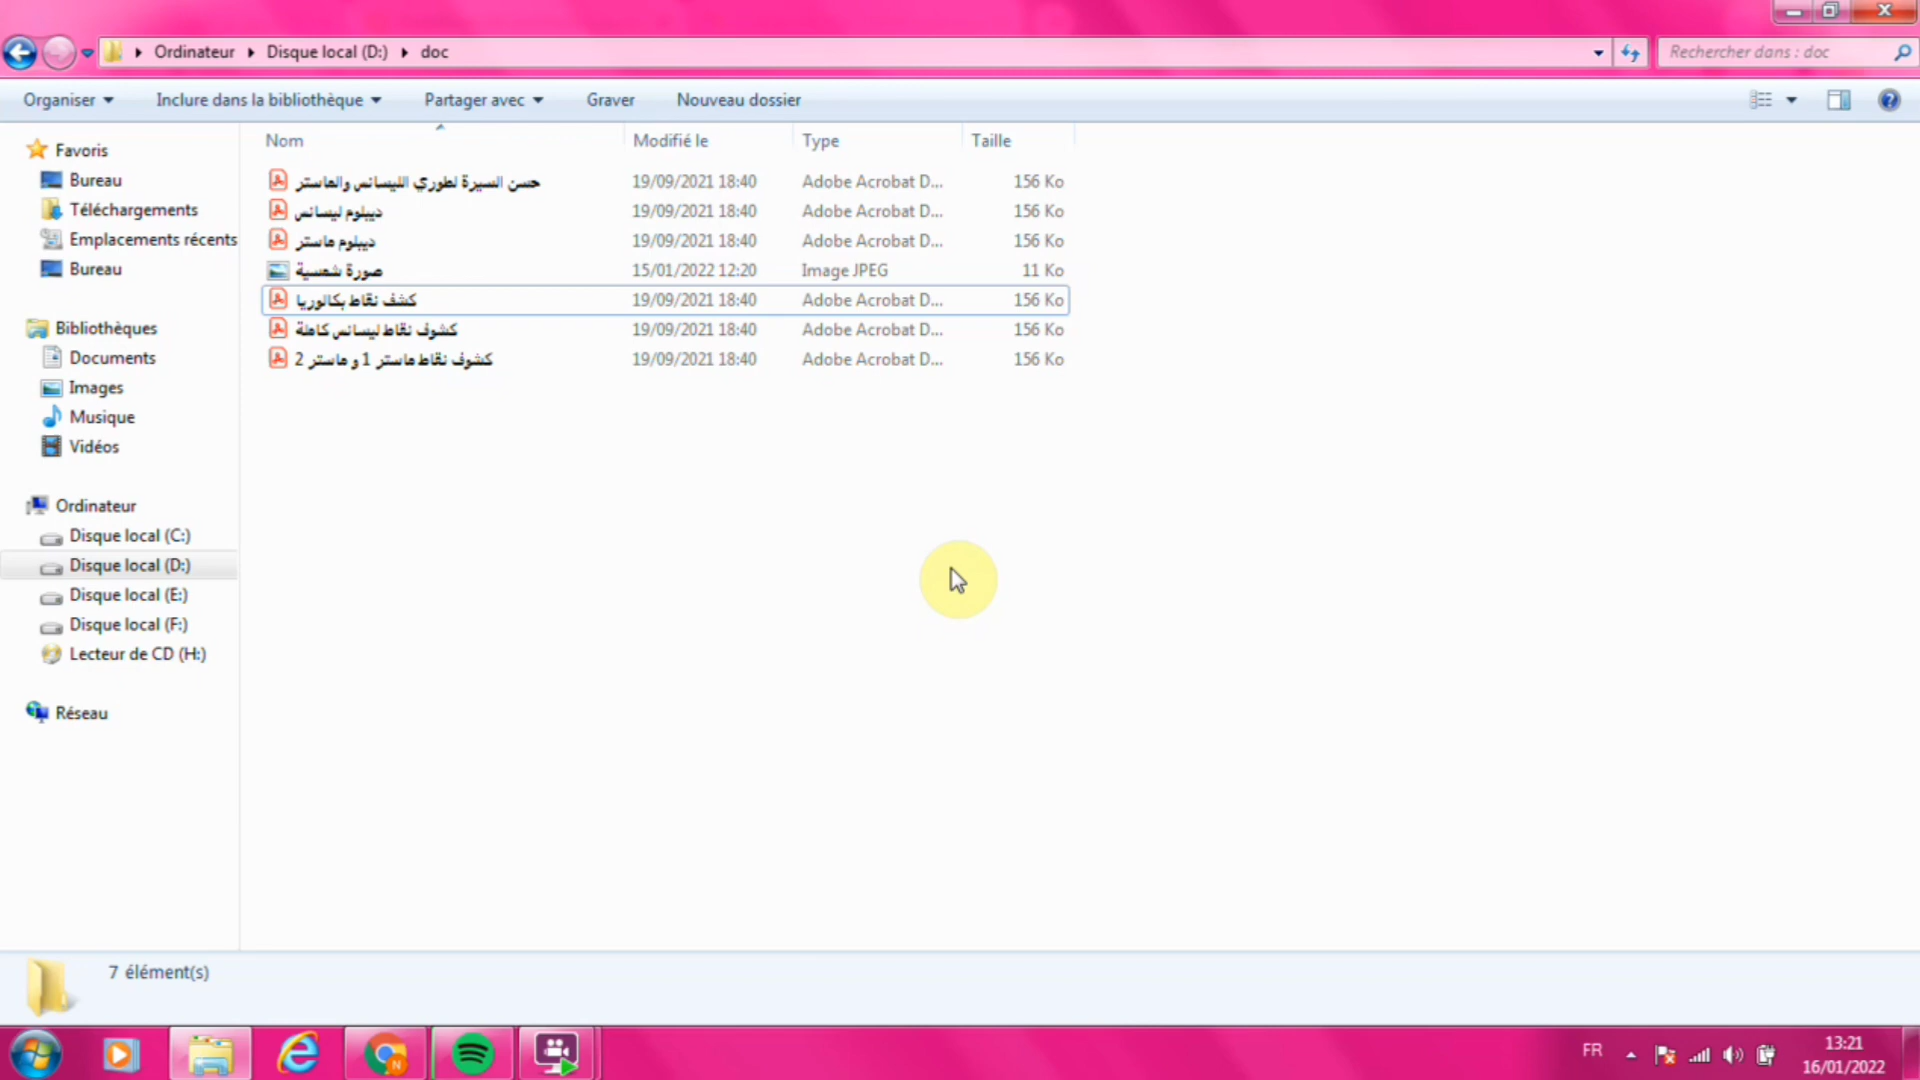 Ordinateur
Disque local (D:)
doc
Rechercher dans : doc
Organiser
Inclure dans la bibliothèque
Partager avec
Graver
Nouveau dossier
Nom
Modifié le
Type
Taille
Favoris
Bureau
Téléchargements
Emplacements récents
Bureau
Bibliothèques
Documents
Images
Musique
Vidéos
Ordinateur
Disque local (C:)
Disque local (D:)
Disque local (E:)
Disque local (F:)
Lecteur de CD (H:)
Réseau
حسن السيرة لطوري الليسانس والماستر 19/09/2021 18:40 Adobe Acrobat D... 156 Ko
ديبلوم ليسانس 19/09/2021 18:40 Adobe Acrobat D... 156 Ko
ديبلوم ماستر 19/09/2021 18:40 Adobe Acrobat D... 156 Ko
صورة شمسية 15/01/2022 12:20 Image JPEG 11 Ko
كشف نقاط بكالوريا 19/09/2021 18:40 Adobe Acrobat D... 156 Ko
كشوف نقاط ليسانس كاملة 19/09/2021 18:40 Adobe Acrobat D... 156 Ko
كشوف نقاط ماستر 1 و ماستر 2 19/09/2021 18:40 Adobe Acrobat D... 156 Ko
7 élément(s)
FR
13:21
16/01/2022